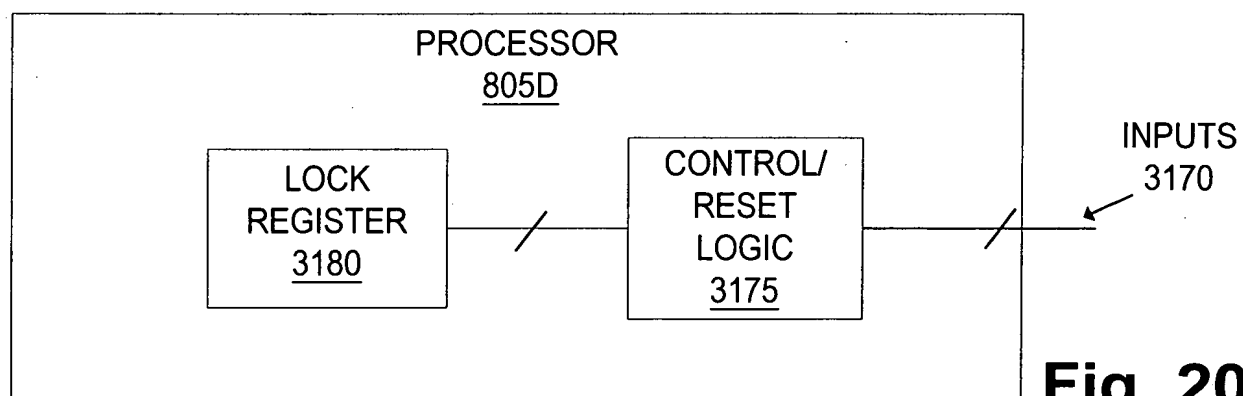 PROCESSOR
805D
LOCK
REGISTER
3180
CONTROL/
RESET
LOGIC
3175
INPUTS
3170
Fig. 20